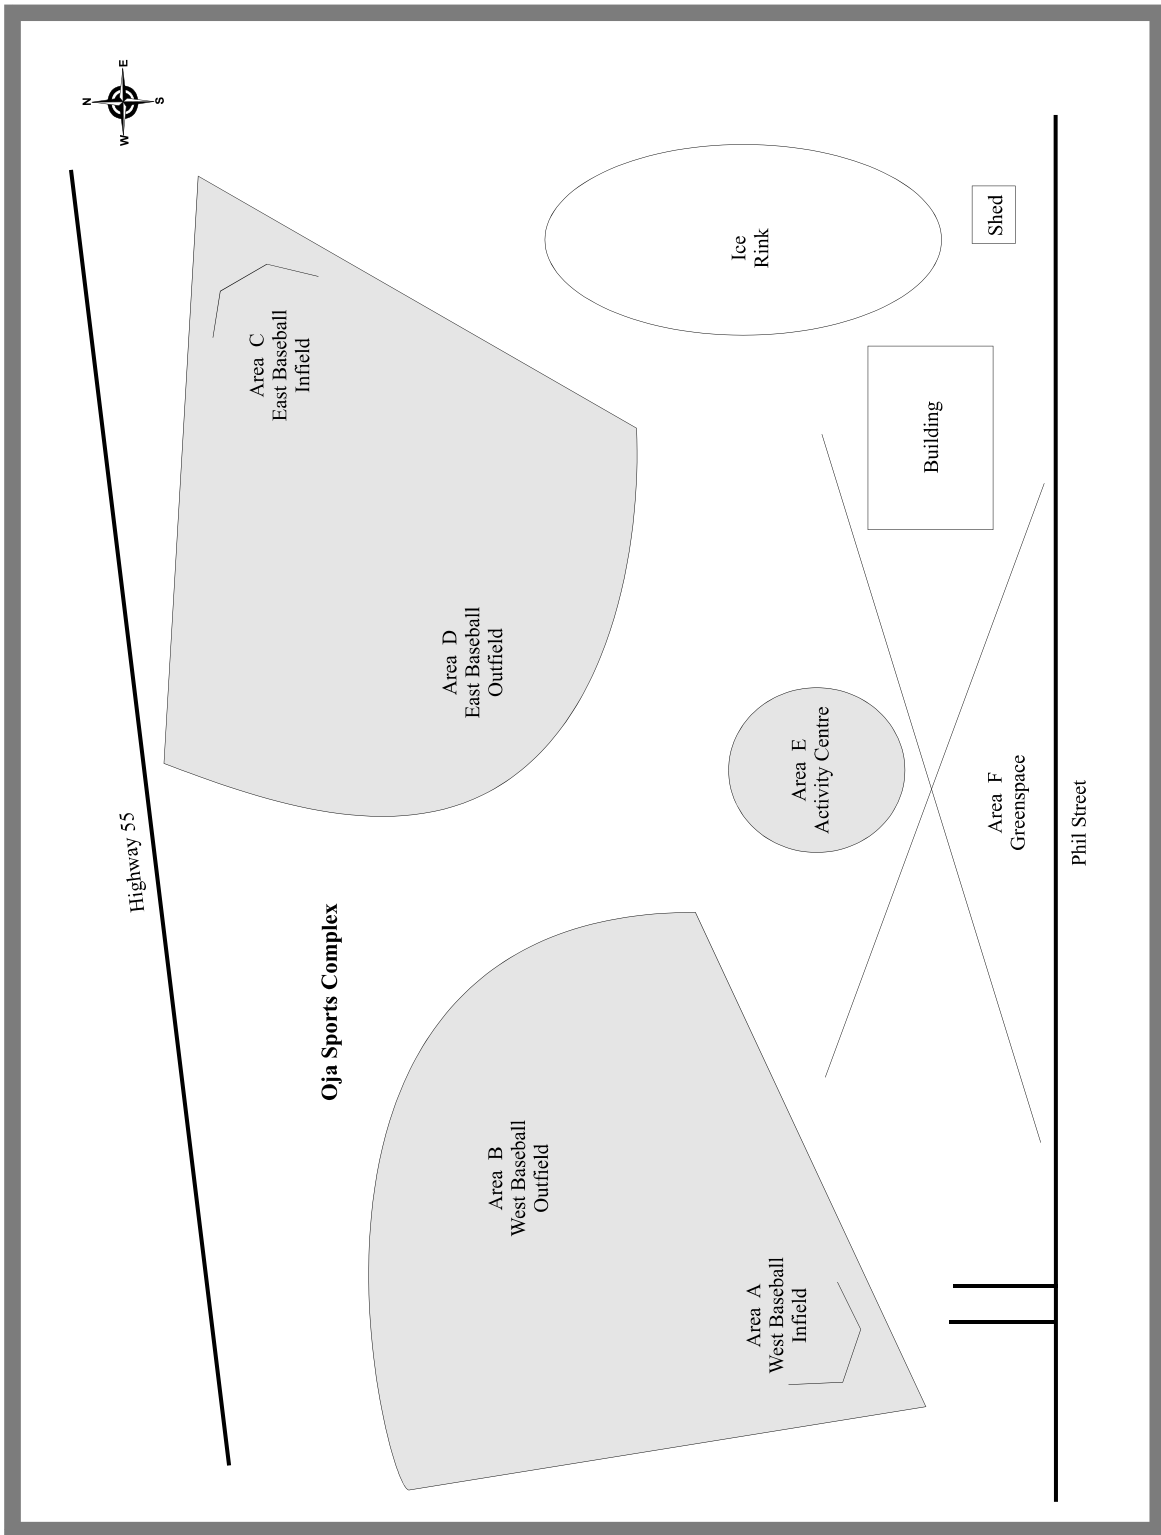 N
E
S
W
Highway 55
Oja Sports Complex
Area C
East Baseball
Infield
Area D
East Baseball
Outfield
Area B
West Baseball
Outfield
Area A
West Baseball
Infield
Area E
Activity Centre
Area F
Greenspace
Ice
Rink
Building
Shed
Phil Street